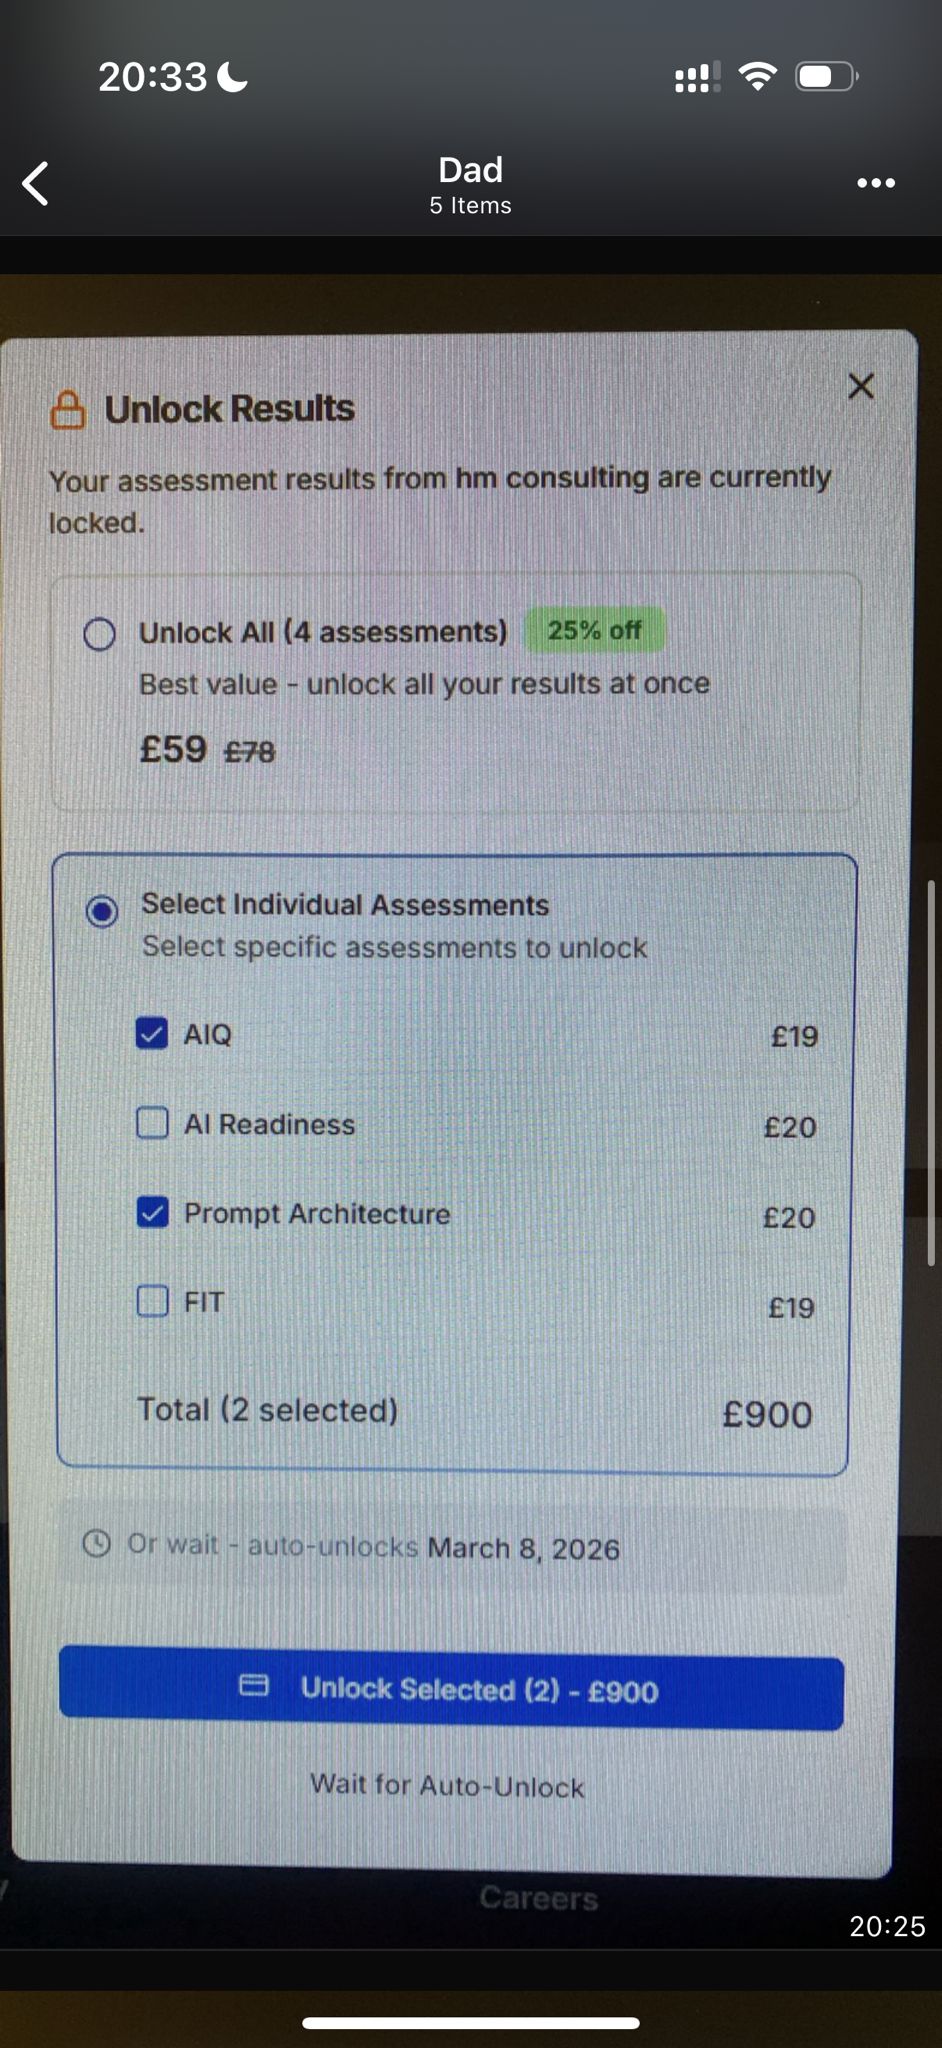 20:33
Dad
5 Items
Unlock Results
Your assessment results from hm consulting are currently
locked.
Unlock All (4 assessments) 25% off
Best value - unlock all your results at once
£59 £78
Select Individual Assessments
Select specific assessments to unlock
AIQ £19
AI Readiness £20
Prompt Architecture £20
FIT £19
Total (2 selected) £900
Or wait - auto-unlocks March 8, 2026
Unlock Selected (2) - £900
Wait for Auto-Unlock
Careers
20:25